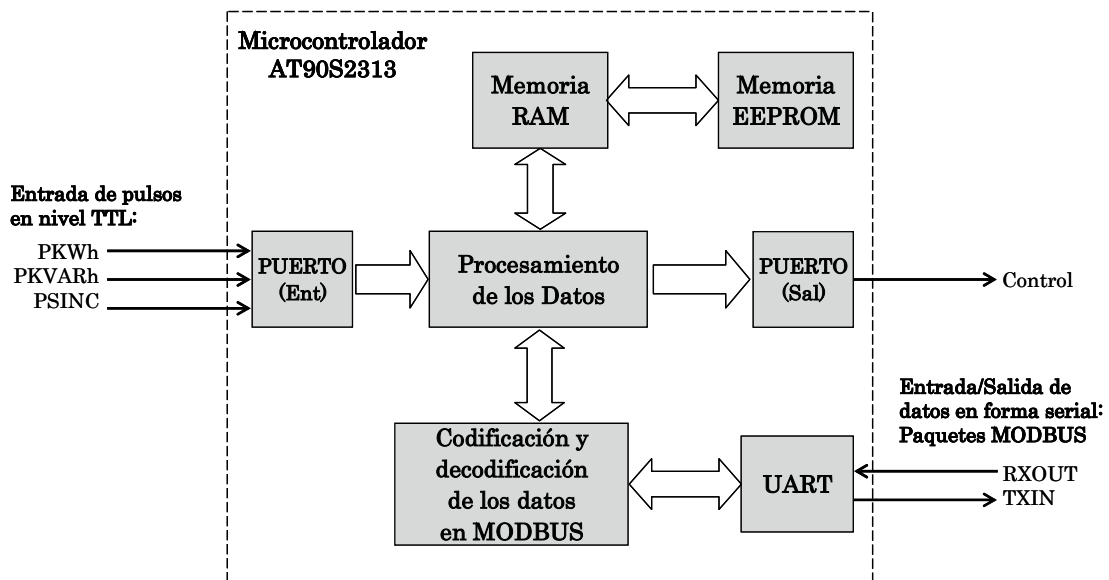 Microcontrolador
AT90S2313
Memoria
RAM
Memoria
EEPROM
Entrada de pulsos
en nivel TTL:
PKWh
PKVARh
PSINC
PUERTO
(Ent)
Procesamiento
de los Datos
PUERTO
(Sal)
Control
Entrada/Salida de
datos en forma serial:
Paquetes MODBUS
Codificación y
decodificación
de los datos
en MODBUS
UART
RXOUT
TXIN